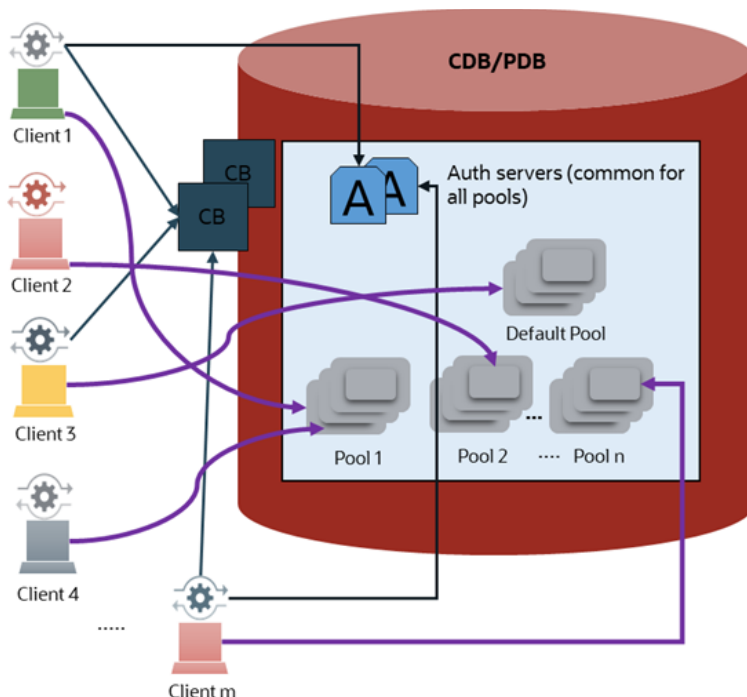 CDB/PDB
Client 1
CB
CB
A
A
Auth servers (common for
all pools)
Client 2
Default Pool
Client 3
Pool 1
Pool 2
...
....
Pool n
Client 4
.....
Client m